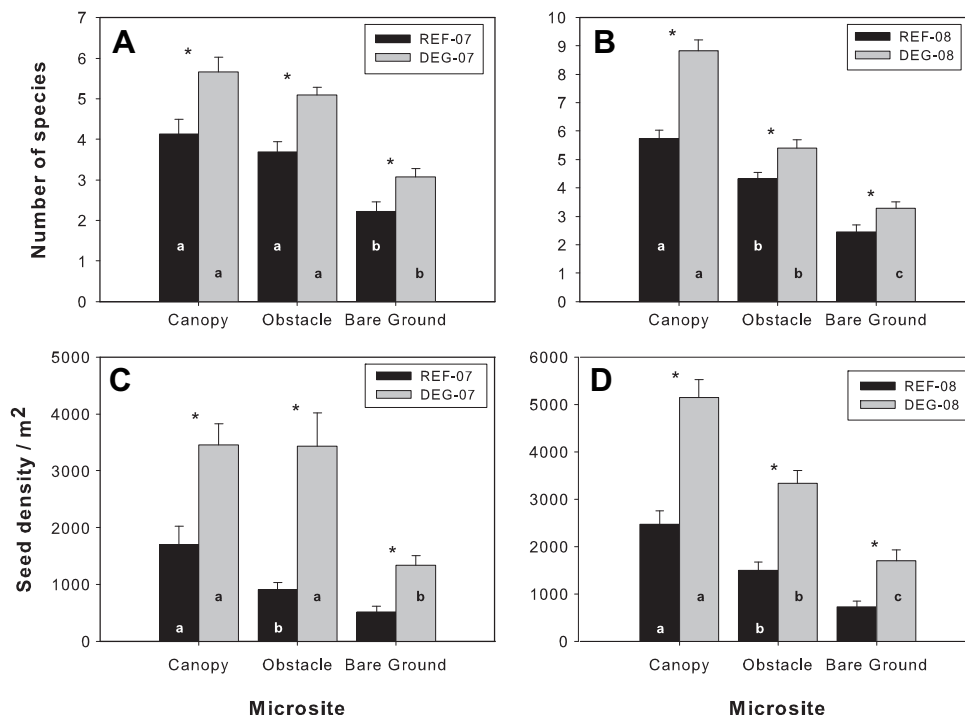 A
REF-07
DEG-07
Number of species
7
6
5
4
3
2
1
0
*
*
*
a
a
a
a
b
b
Canopy
Obstacle
Bare Ground
B
REF-08
DEG-08
10
9
8
7
6
5
4
3
2
1
0
*
*
*
a
a
b
b
c
Canopy
Obstacle
Bare Ground
C
REF-07
DEG-07
Seed density / m²
5000
4000
3000
2000
1000
0
*
*
*
a
a
b
a
b
Canopy
Obstacle
Bare Ground
Microsite
D
REF-08
DEG-08
6000
5000
4000
3000
2000
1000
0
*
*
*
a
a
b
b
c
Canopy
Obstacle
Bare Ground
Microsite